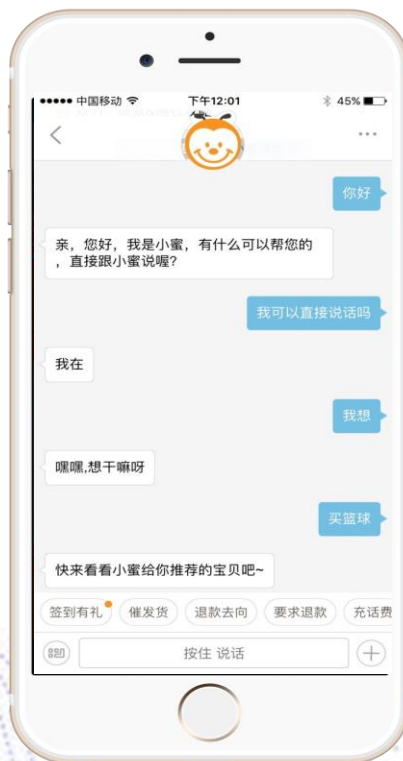 中国移动 下午12:01 45%
你好
亲，您好，我是小蜜，有什么可以帮您的
，直接跟小蜜说喔?
我可以直接说话吗
我在
我想
嘿嘿,想干嘛呀
买篮球
快来看看小蜜给你推荐的宝贝吧~
签到有礼 催发货 退款去向 要求退款 充话费
按住 说话